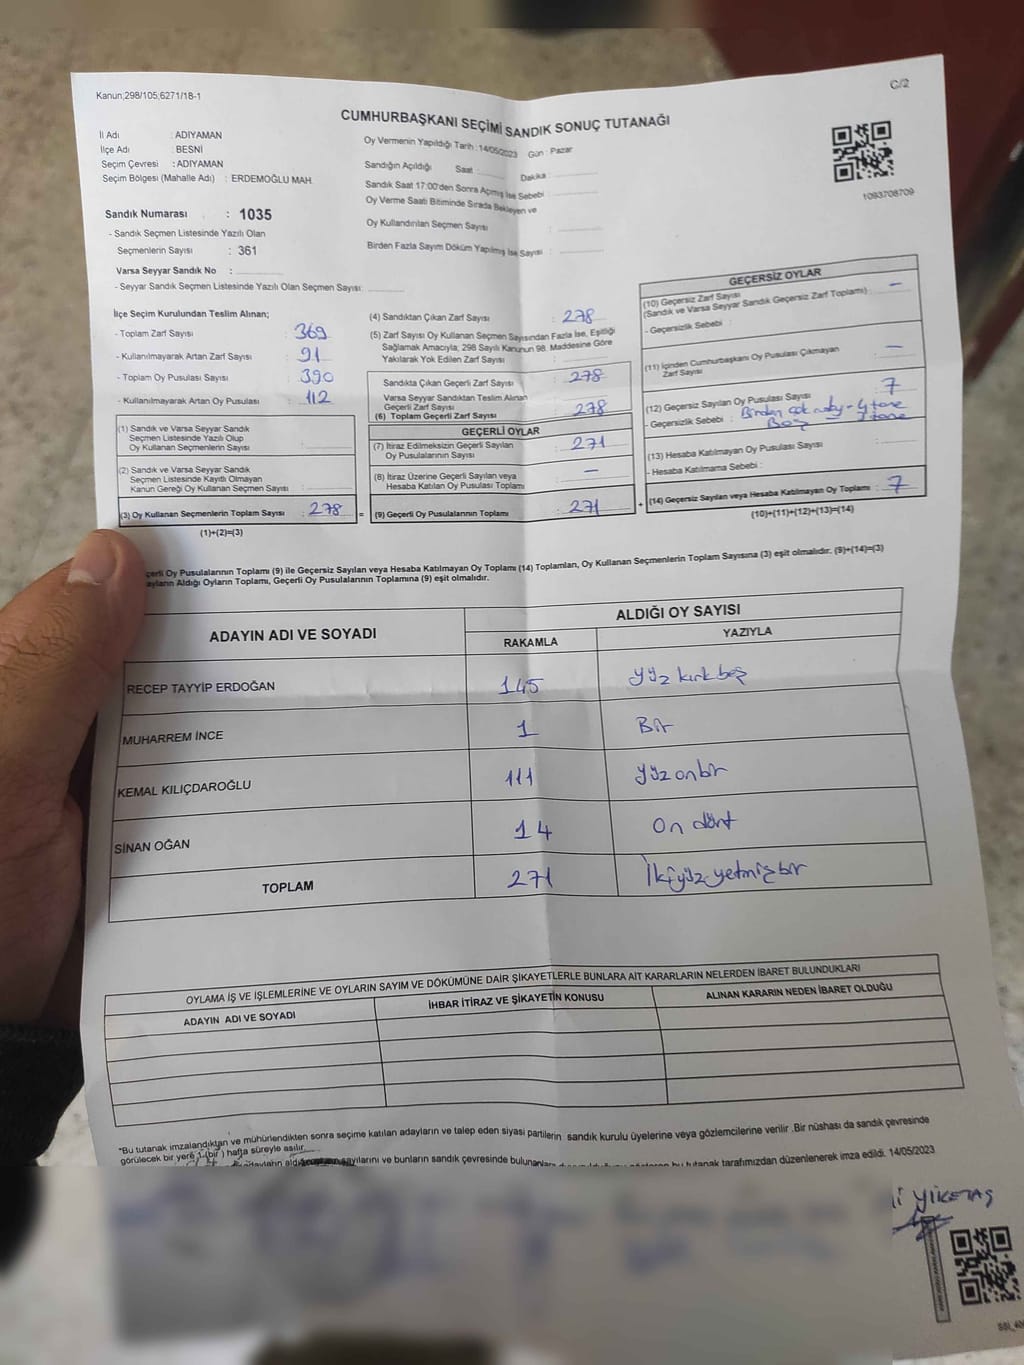 Kanun;298/105;6271/18-1
C/2
CUMHURBAŞKANI SEÇİMİ SANDIK SONUÇ TUTANAĞI
İl Adı : ADIYAMAN
İlçe Adı : BESNİ
Seçim Çevresi : ADIYAMAN
Seçim Bölgesi (Mahalle Adı) : ERDEMOĞLU MAH.
Sandık Numarası : 1035
- Sandık Seçmen Listesinde Yazılı Olan
Seçmenlerin Sayısı : 361
Varsa Seyyar Sandık No :
- Seyyar Sandık Seçmen Listesinde Yazılı Olan Seçmen Sayısı:
Oy Vermenin Yapıldığı Tarih :14/05/2023 Gün : Pazar
Sandığın Açıldığı Saat : Dakika :
Sandık Saat 17:00'den Sonra Açmış İse Sebebi :
Oy Verme Saati Bitiminde Sırada Bekleyen ve
Oy Kullandırılan Seçmen Sayısı :
Birden Fazla Sayım Döküm Yapılmış İse Sayısı :
1093708709
İlçe Seçim Kurulundan Teslim Alınan;
- Toplam Zarf Sayısı : 369
- Kullanılmayarak Artan Zarf Sayısı : 91
- Toplam Oy Pusulası Sayısı : 390
- Kullanılmayarak Artan Oy Pusulası : 112
(1) Sandık ve Varsa Seyyar Sandık
Seçmen Listesinde Yazılı Olup
Oy Kullanan Seçmenlerin Sayısı :
(2) Sandık ve Varsa Seyyar Sandık
Seçmen Listesinde Kayıtlı Olmayan
Kanun Gereği Oy Kullanan Seçmen Sayısı :
(3) Oy Kullanan Seçmenlerin Toplam Sayısı : 278 =
(1)+(2)=(3)
(4) Sandıktan Çıkan Zarf Sayısı : 278
(5) Zarf Sayısı Oy Kullanan Seçmen Sayısından Fazla İse, Eşitliği
Sağlamak Amacıyla; 298 Sayılı Kanunun 98. Maddesine Göre
Yakılarak Yok Edilen Zarf Sayısı :
Sandıkta Çıkan Geçerli Zarf Sayısı : 278
Varsa Seyyar Sandıktan Teslim Alınan
Geçerli Zarf Sayısı
(6) Toplam Geçerli Zarf Sayısı : 278
GEÇERLİ OYLAR
(7) İtiraz Edilmeksizin Geçerli Sayılan
Oy Pusulalarının Sayısı : 271
(8) İtiraz Üzerine Geçerli Sayılan veya
Hesaba Katılan Oy Pusulası Toplamı : —
(9) Geçerli Oy Pusulalarının Toplamı : 271 +
GEÇERSİZ OYLAR
(10) Geçersiz Zarf Sayısı
(Sandık ve Varsa Seyyar Sandık Geçersiz Zarf Toplamı) : —
- Geçersizlik Sebebi :
(11) İçinden Cumhurbaşkanı Oy Pusulası Çıkmayan
Zarf Sayısı : —
(12) Geçersiz Sayılan Oy Pusulası Sayısı : 7
- Geçersizlik Sebebi : Birden çok - 4 tane
Boş tane
(13) Hesaba Katılmayan Oy Pusulası Sayısı :
- Hesaba Katılmama Sebebi :
(14) Geçersiz Sayılan veya Hesaba Katılmayan Oy Toplamı : 7
(10)+(11)+(12)+(13)=(14)
Oy Pusulalarının Toplamı (9) ile Geçersiz Sayılan veya Hesaba Katılmayan Oy Toplamı (14) Toplamları, Oy Kullanan Seçmenlerin Toplam Sayısına (3) eşit olmalıdır. (9)+(14)=(3)
Aldığı Oyların Toplamı, Geçerli Oy Pusulalarının Toplamına (9) eşit olmalıdır.
ADAYIN ADI VE SOYADI
ALDIĞI OY SAYISI
RAKAMLA YAZIYLA
RECEP TAYYİP ERDOĞAN 145 Yüz kırk beş
MUHARREM İNCE 1 Bir
KEMAL KILIÇDAROĞLU 111 Yüz onbir
SİNAN OĞAN 14 On dört
TOPLAM 271 İkiyüz yetmiş bir
OYLAMA İŞ VE İŞLEMLERİNE VE OYLARIN SAYIM VE DÖKÜMÜNE DAİR ŞİKAYETLERLE BUNLARA AİT KARARLARIN NELERDEN İBARET BULUNDUKLARI
ADAYIN ADI VE SOYADI İHBAR İTİRAZ VE ŞİKAYETİN KONUSU ALINAN KARARIN NEDEN İBARET OLDUĞU
*Bu tutanak imzalandıktan ve mühürlendikten sonra seçime katılan adayların ve talep eden siyasi partilerin sandık kurulu üyelerine veya gözlemcilerine verilir .Bir nüshası da sandık çevresinde
görülecek bir yere 1 (bir ) hafta süreyle asılır.
sayılarını ve bunların sandık çevresinde bu tutanak tarafımızdan düzenlenerek imza edildi. 14/05/2023
YİKETAŞ